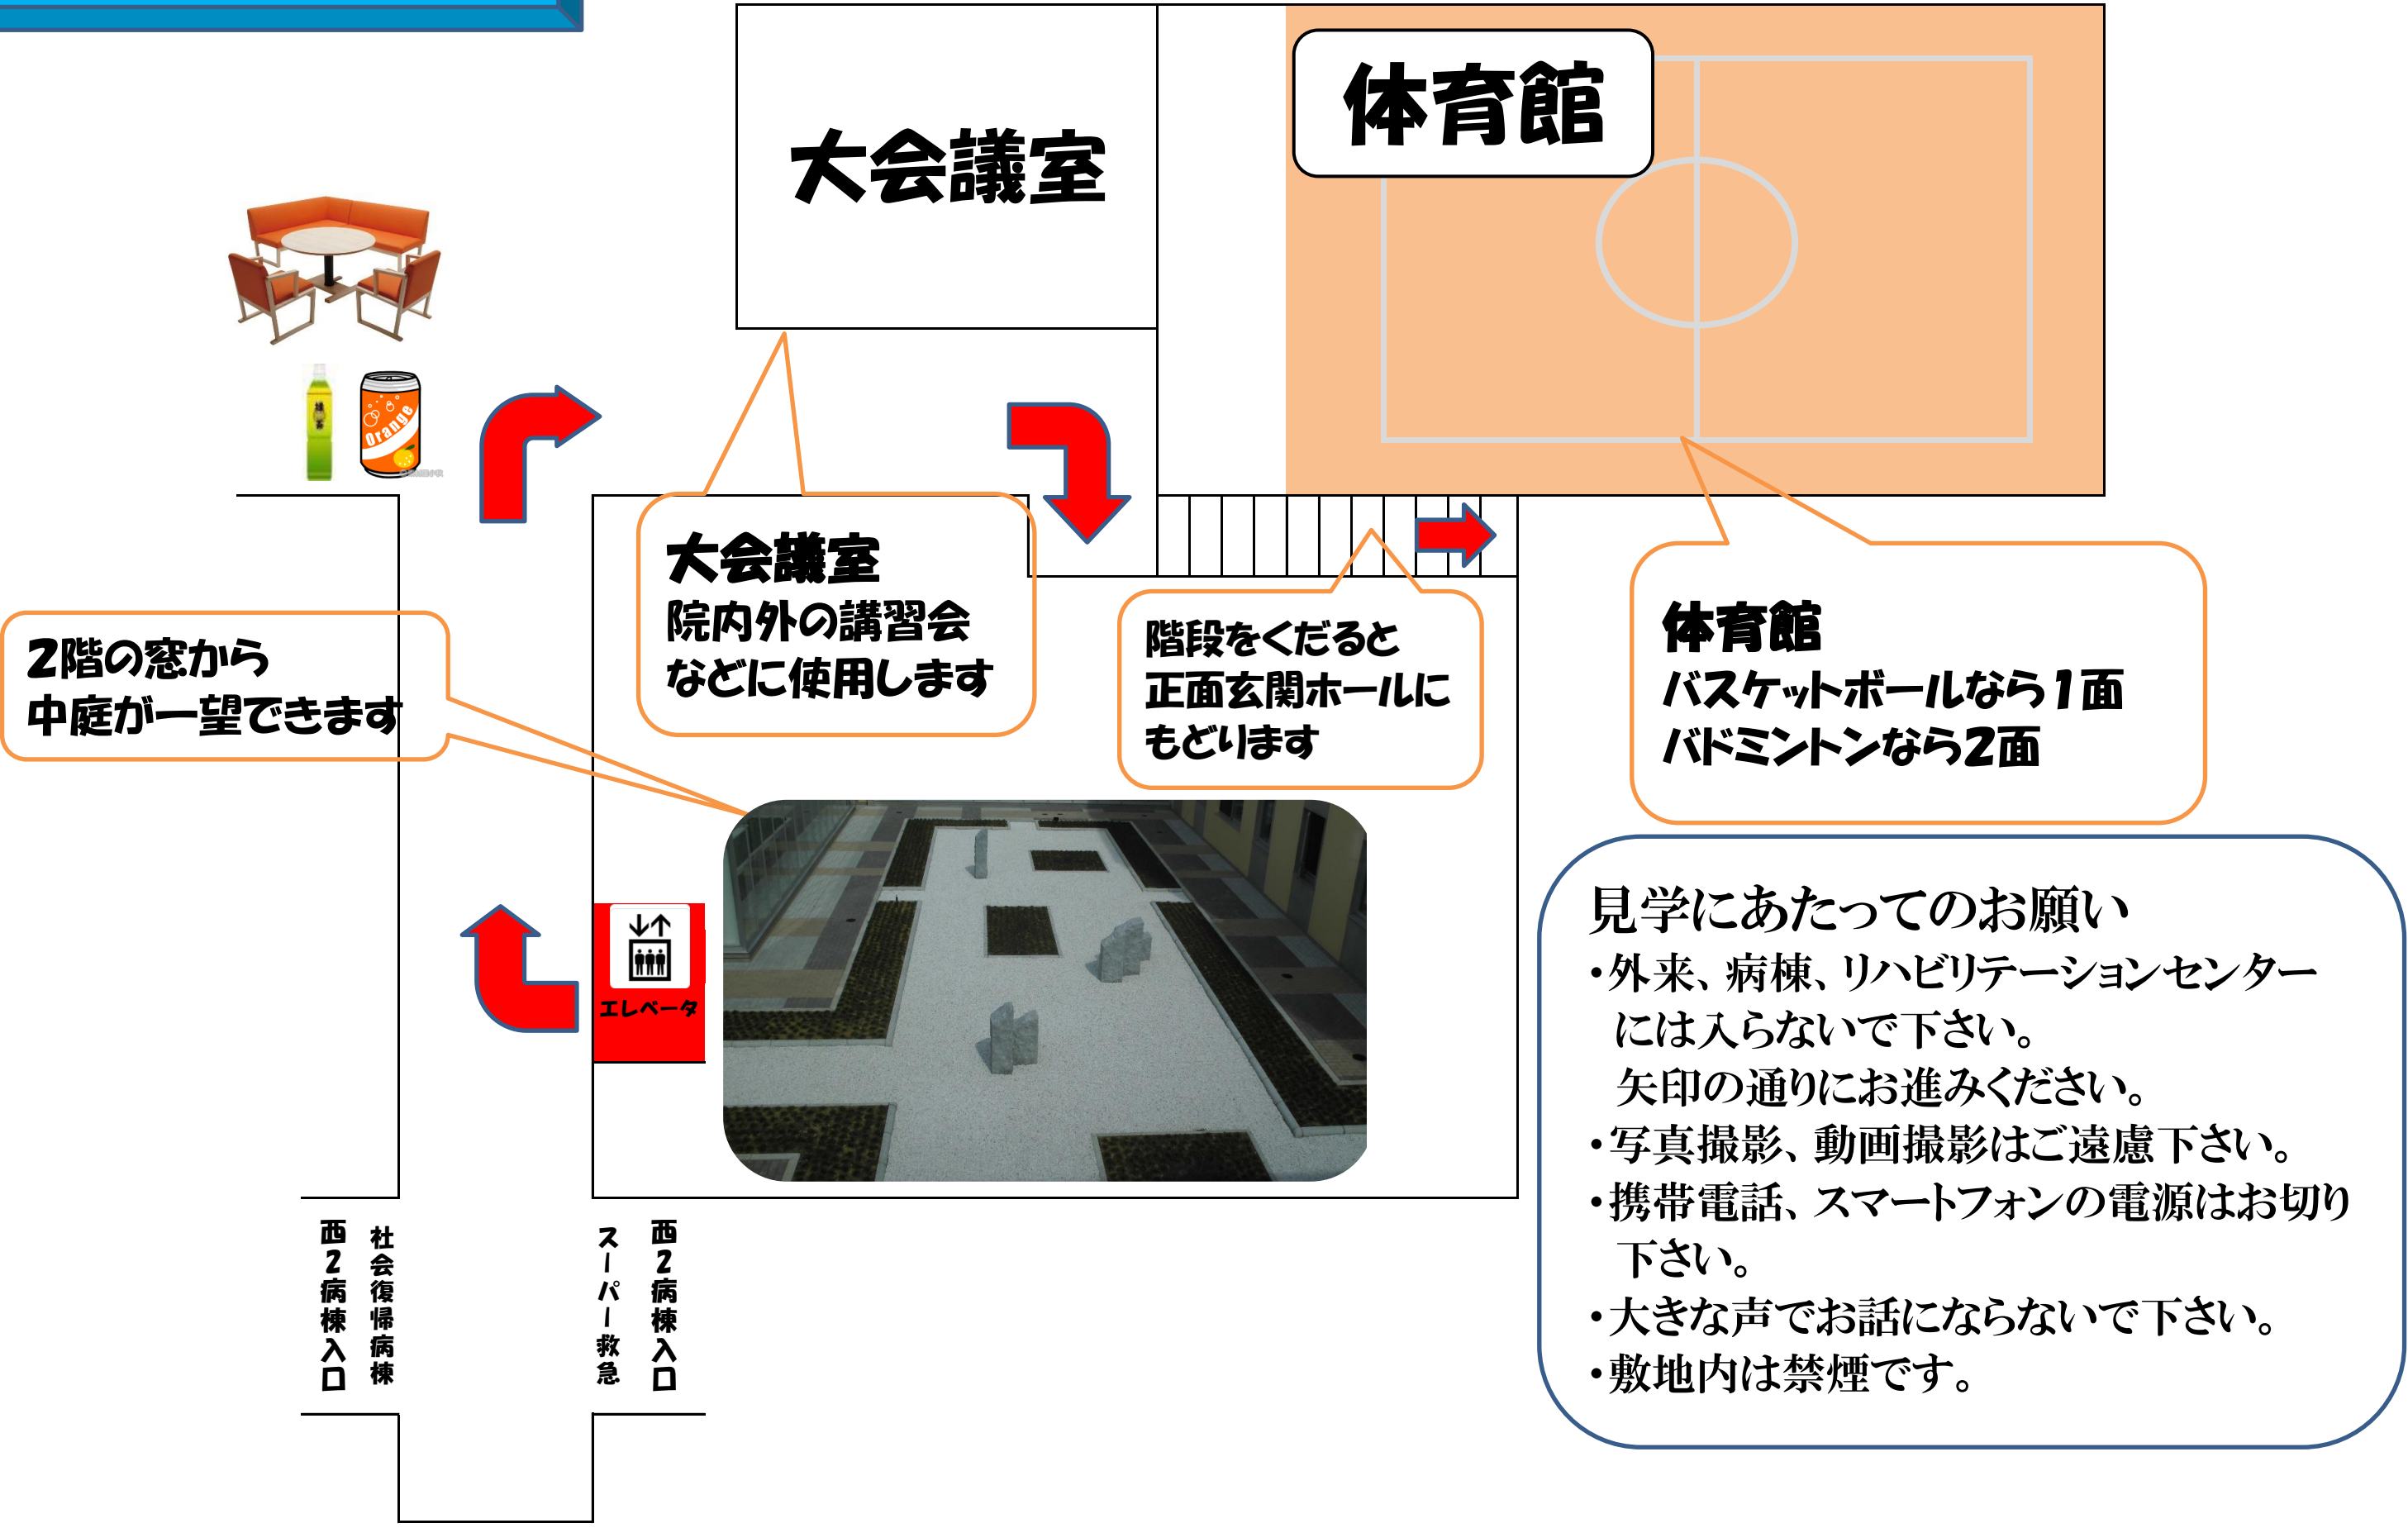 大会議室
体育館
Orange
大会議室
院内外の講習会
などに使用します
階段をくだると
正面玄関ホールに
もどります
体育館
バスケットボールなら1面
バドミントンなら2面
2階の窓から
中庭が一望できます
エレベータ
見学にあたってのお願い
・外来、病棟、リハビリテーションセンター
には入らないで下さい。
矢印の通りにお進みください。
・写真撮影、動画撮影はご遠慮下さい。
・携帯電話、スマートフォンの電源はお切り
下さい。
・大きな声でお話にならないで下さい。
・敷地内は禁煙です。
西2病棟入口
社会復帰病棟
スーパー救急
西2病棟入口